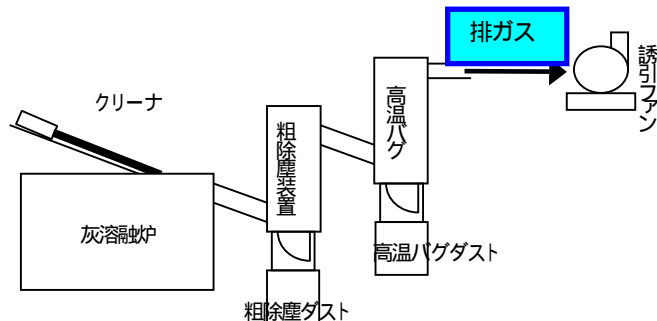 排ガス
誘引ファン
高温バグ
クリーナ
粗除塵装置
灰溶融炉
高温バグダスト
粗除塵ダスト